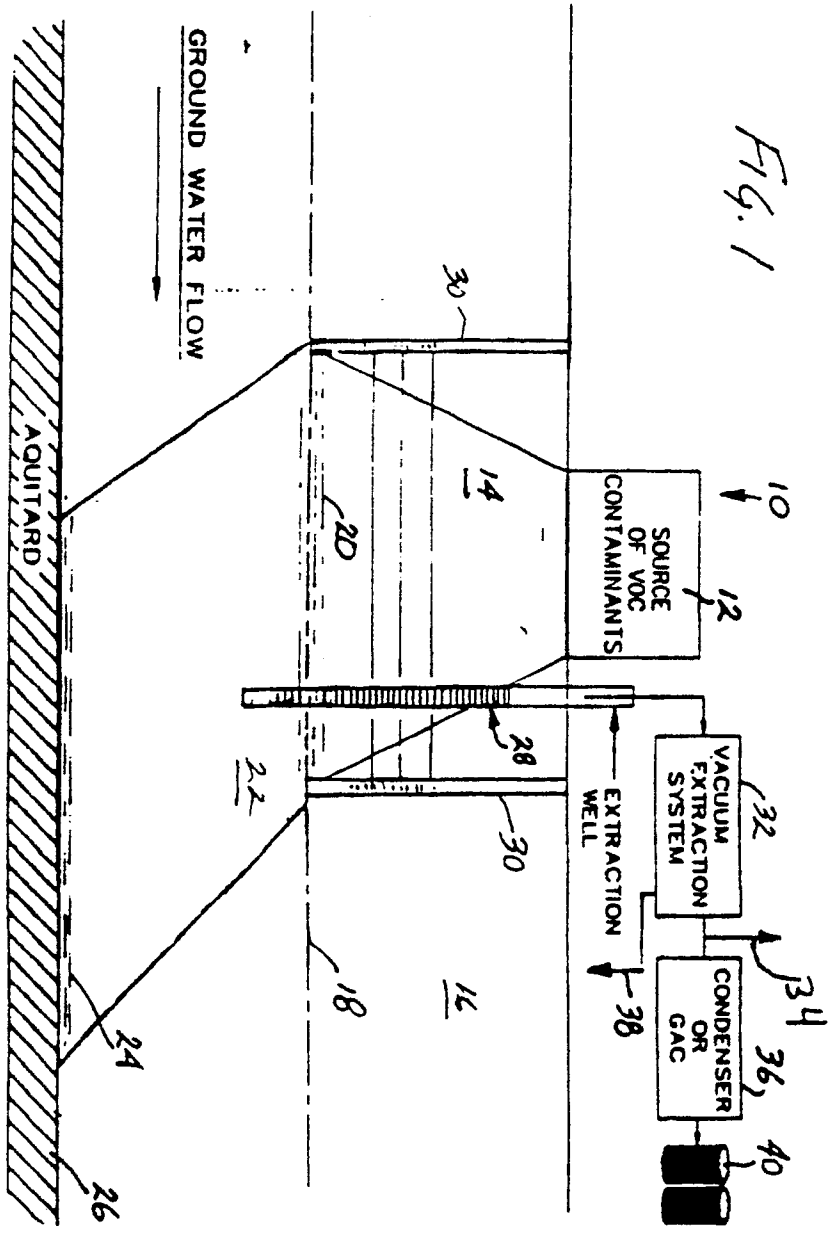 FIG. 1
10
12
SOURCE
OF VOC
CONTAMINANTS
32
VACUUM
EXTRACTION
SYSTEM
34
36
CONDENSER
OR
GAC
40
38
EXTRACTION
WELL
28
30
14
30
16
20
18
22
GROUND WATER FLOW
24
26
AQUITARD